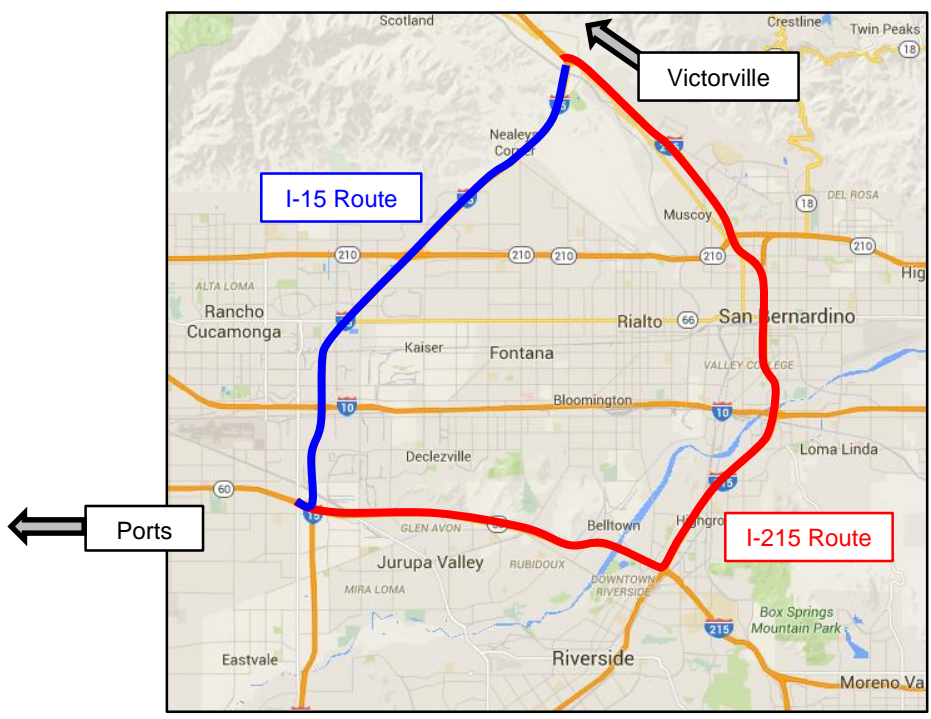 Scotland
Crestline
Twin Peaks
18
Victorville
15
Nealeys
Corner
215
I-15 Route
15
DEL ROSA
18
Muscoy
210
210
210
210
210
ALTA LOMA
Rancho
Cucamonga
15
Rialto
66
San Bernardino
Kaiser
Fontana
VALLEY COLLEGE
Bloomington
10
10
Declezville
Loma Linda
60
215
Ports
15
GLEN AVON
60
Belltown
I-215 Route
Jurupa Valley
RUBIDOUX
DOWNTOWN
RIVERSIDE
MIRA LOMA
Box Springs
Mountain Park
215
Eastvale
Riverside
Moreno Va